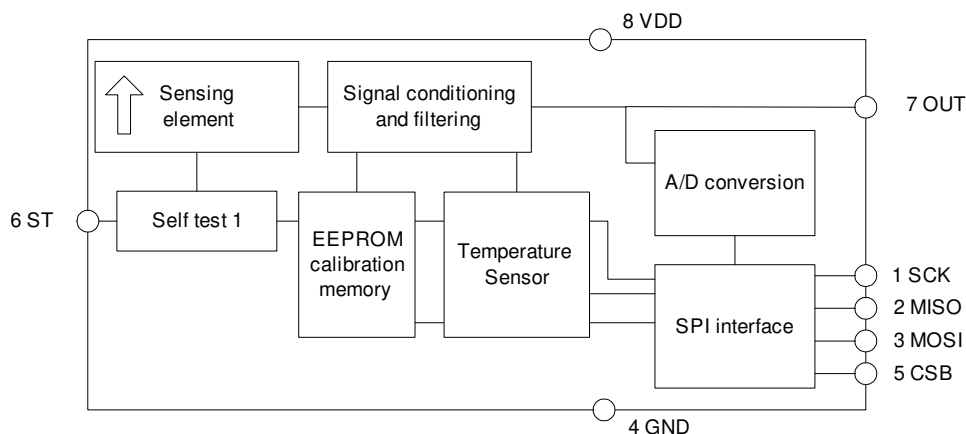 8 VDD
Sensing
element
Signal conditioning
and filtering
7 OUT
A/D conversion
6 ST
Self test 1
EEPROM
calibration
memory
Temperature
Sensor
SPI interface
1 SCK
2 MISO
3 MOSI
5 CSB
4 GND